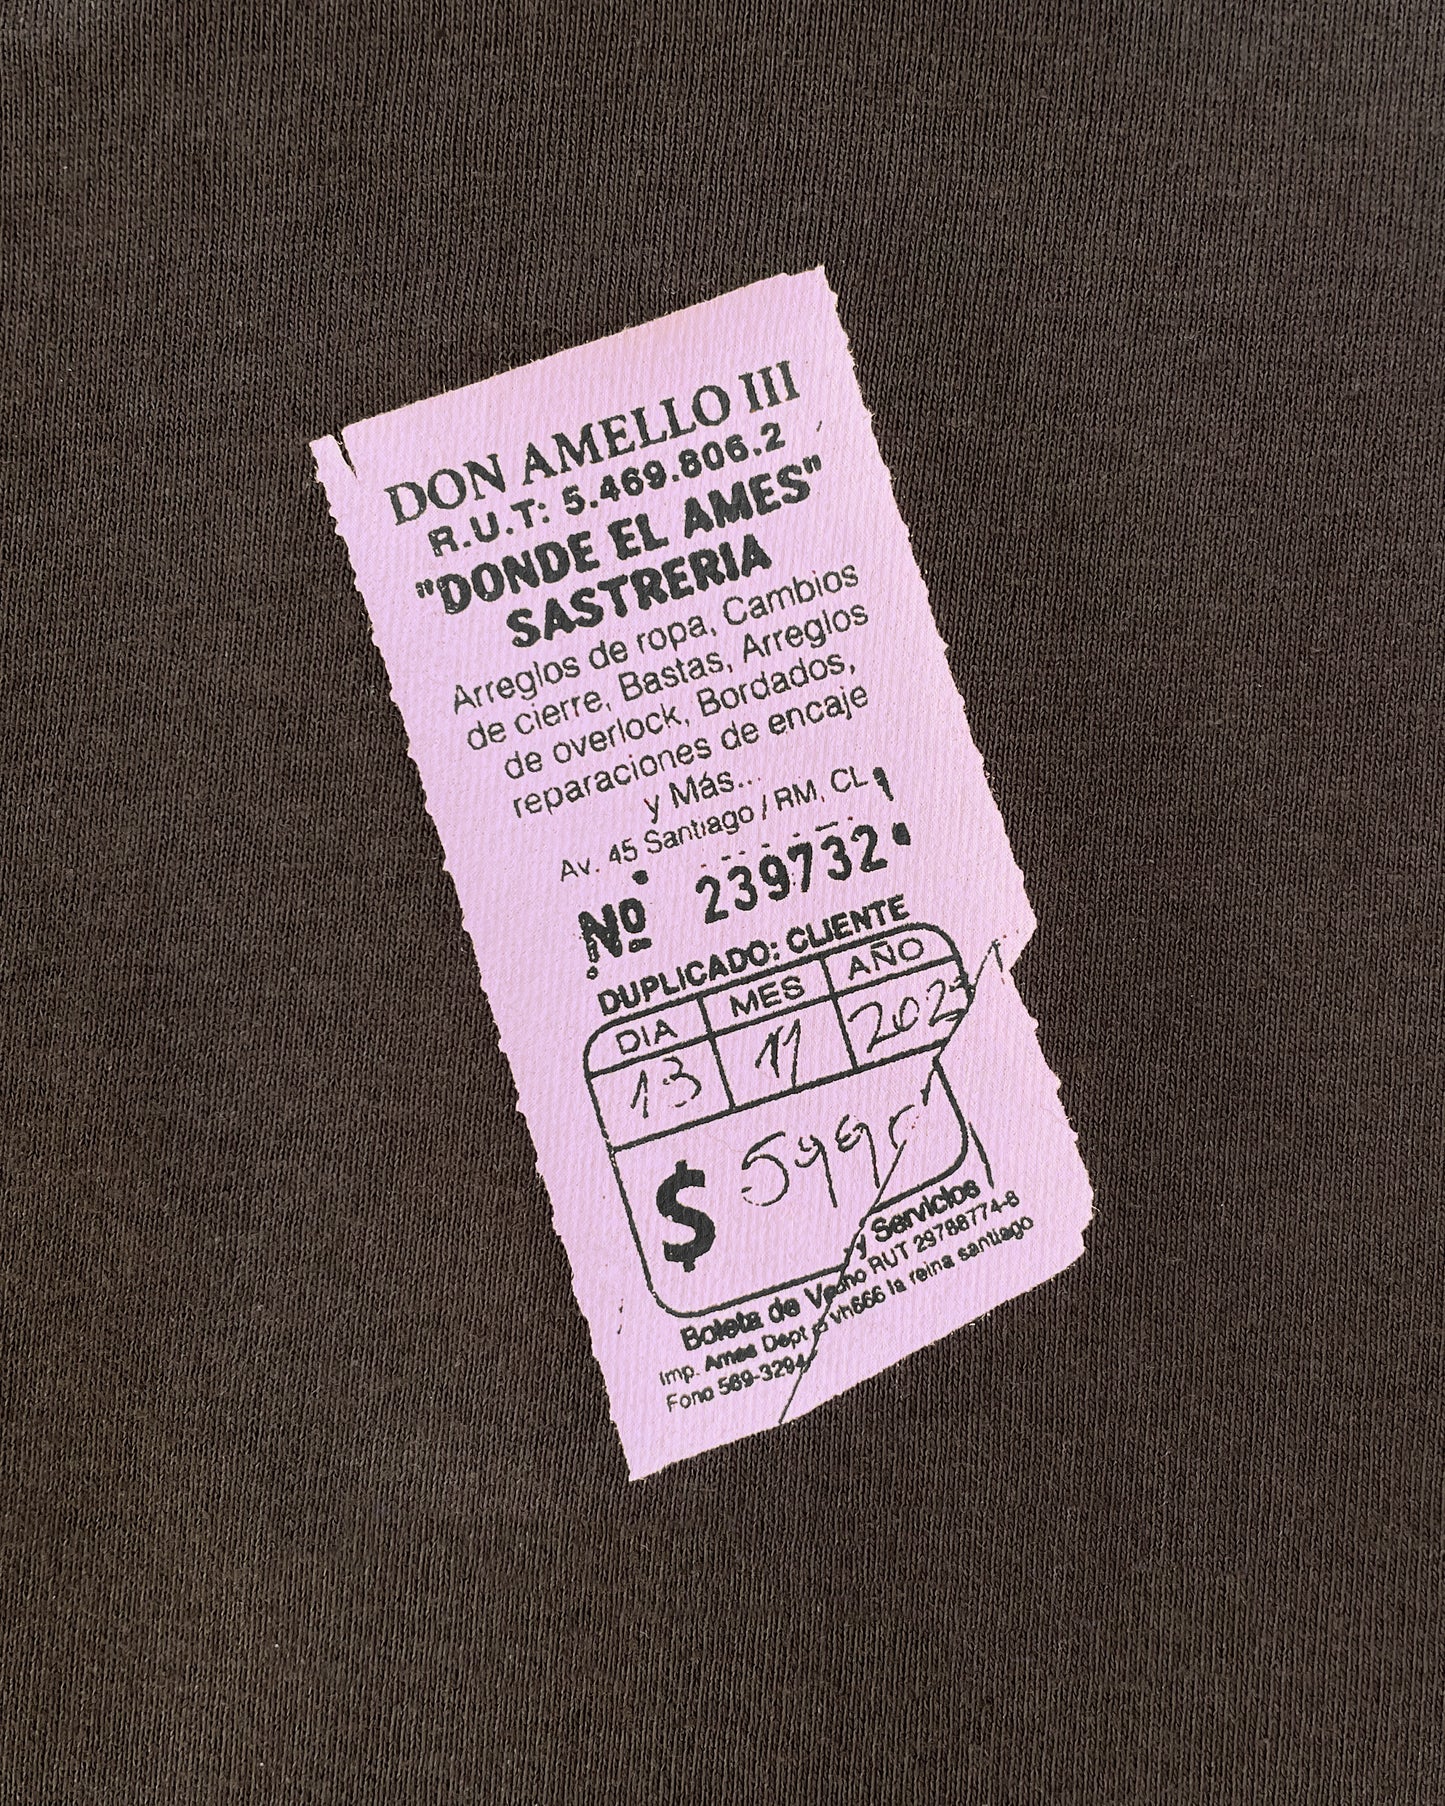 DON AMELLO III
R.U.T: 5.469.806.2
"DONDE EL AMES"
SASTRERIA
Arreglos de ropa, Cambios
de cierre, Bastas, Arreglos
de overlock, Bordados,
reparaciones de encaje
y Más...
Av. 45 Santiago / RM, CL
Nº 239732
DUPLICADO: CLIENTE
DIA MES AÑO
13 11
$
Boleta de y Servicios
Imp. Ames Dept RUT 29788774-8
Fono 569-3294 la reina santiago